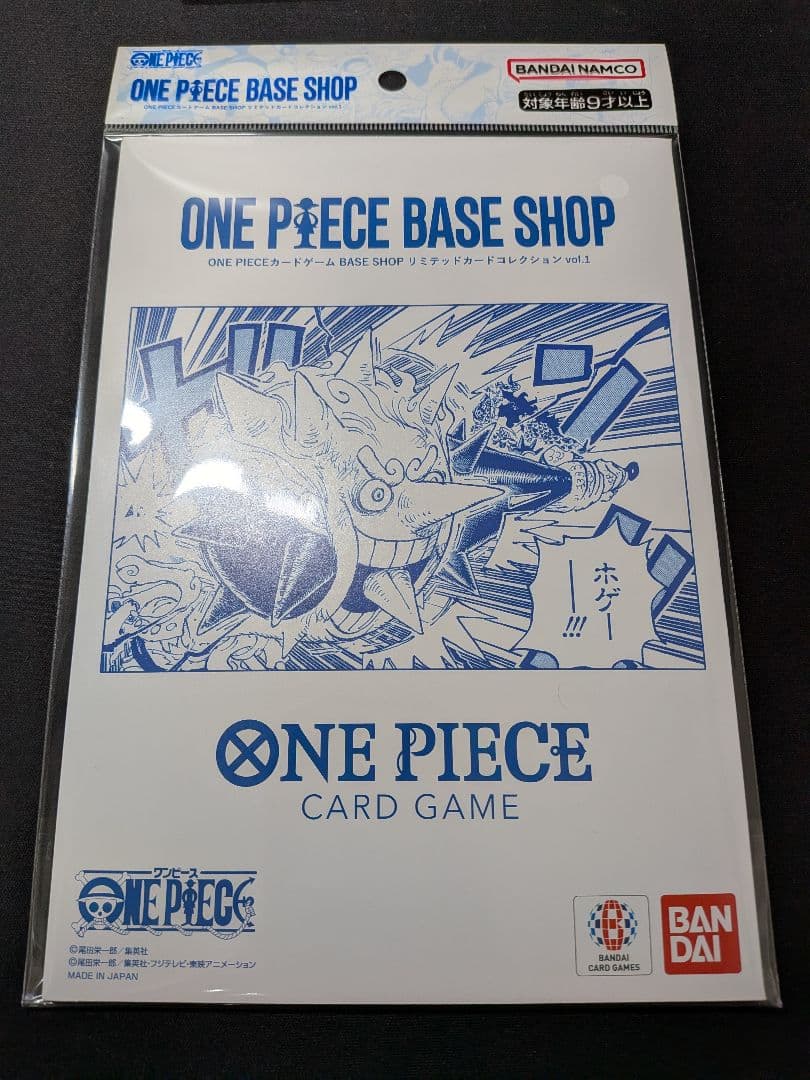 ONE PIECE
BANDAI NAMCO
ONE PIECE BASE SHOP
ONE PIECEカードゲーム BASE SHOP リミテッドカードコレクション vol.1
対象年齢9才以上
ONE PIECE BASE SHOP
ONE PIECEカードゲーム BASE SHOP リミテッドカードコレクション vol.1
ホゲーー!!!
ONE PIECE
CARD GAME
ワンピース
ONE PIECE
©尾田栄一郎／集英社
©尾田栄一郎／集英社・フジテレビ・東映アニメーション
MADE IN JAPAN
BANDAI
CARD GAMES
BAN
DAI